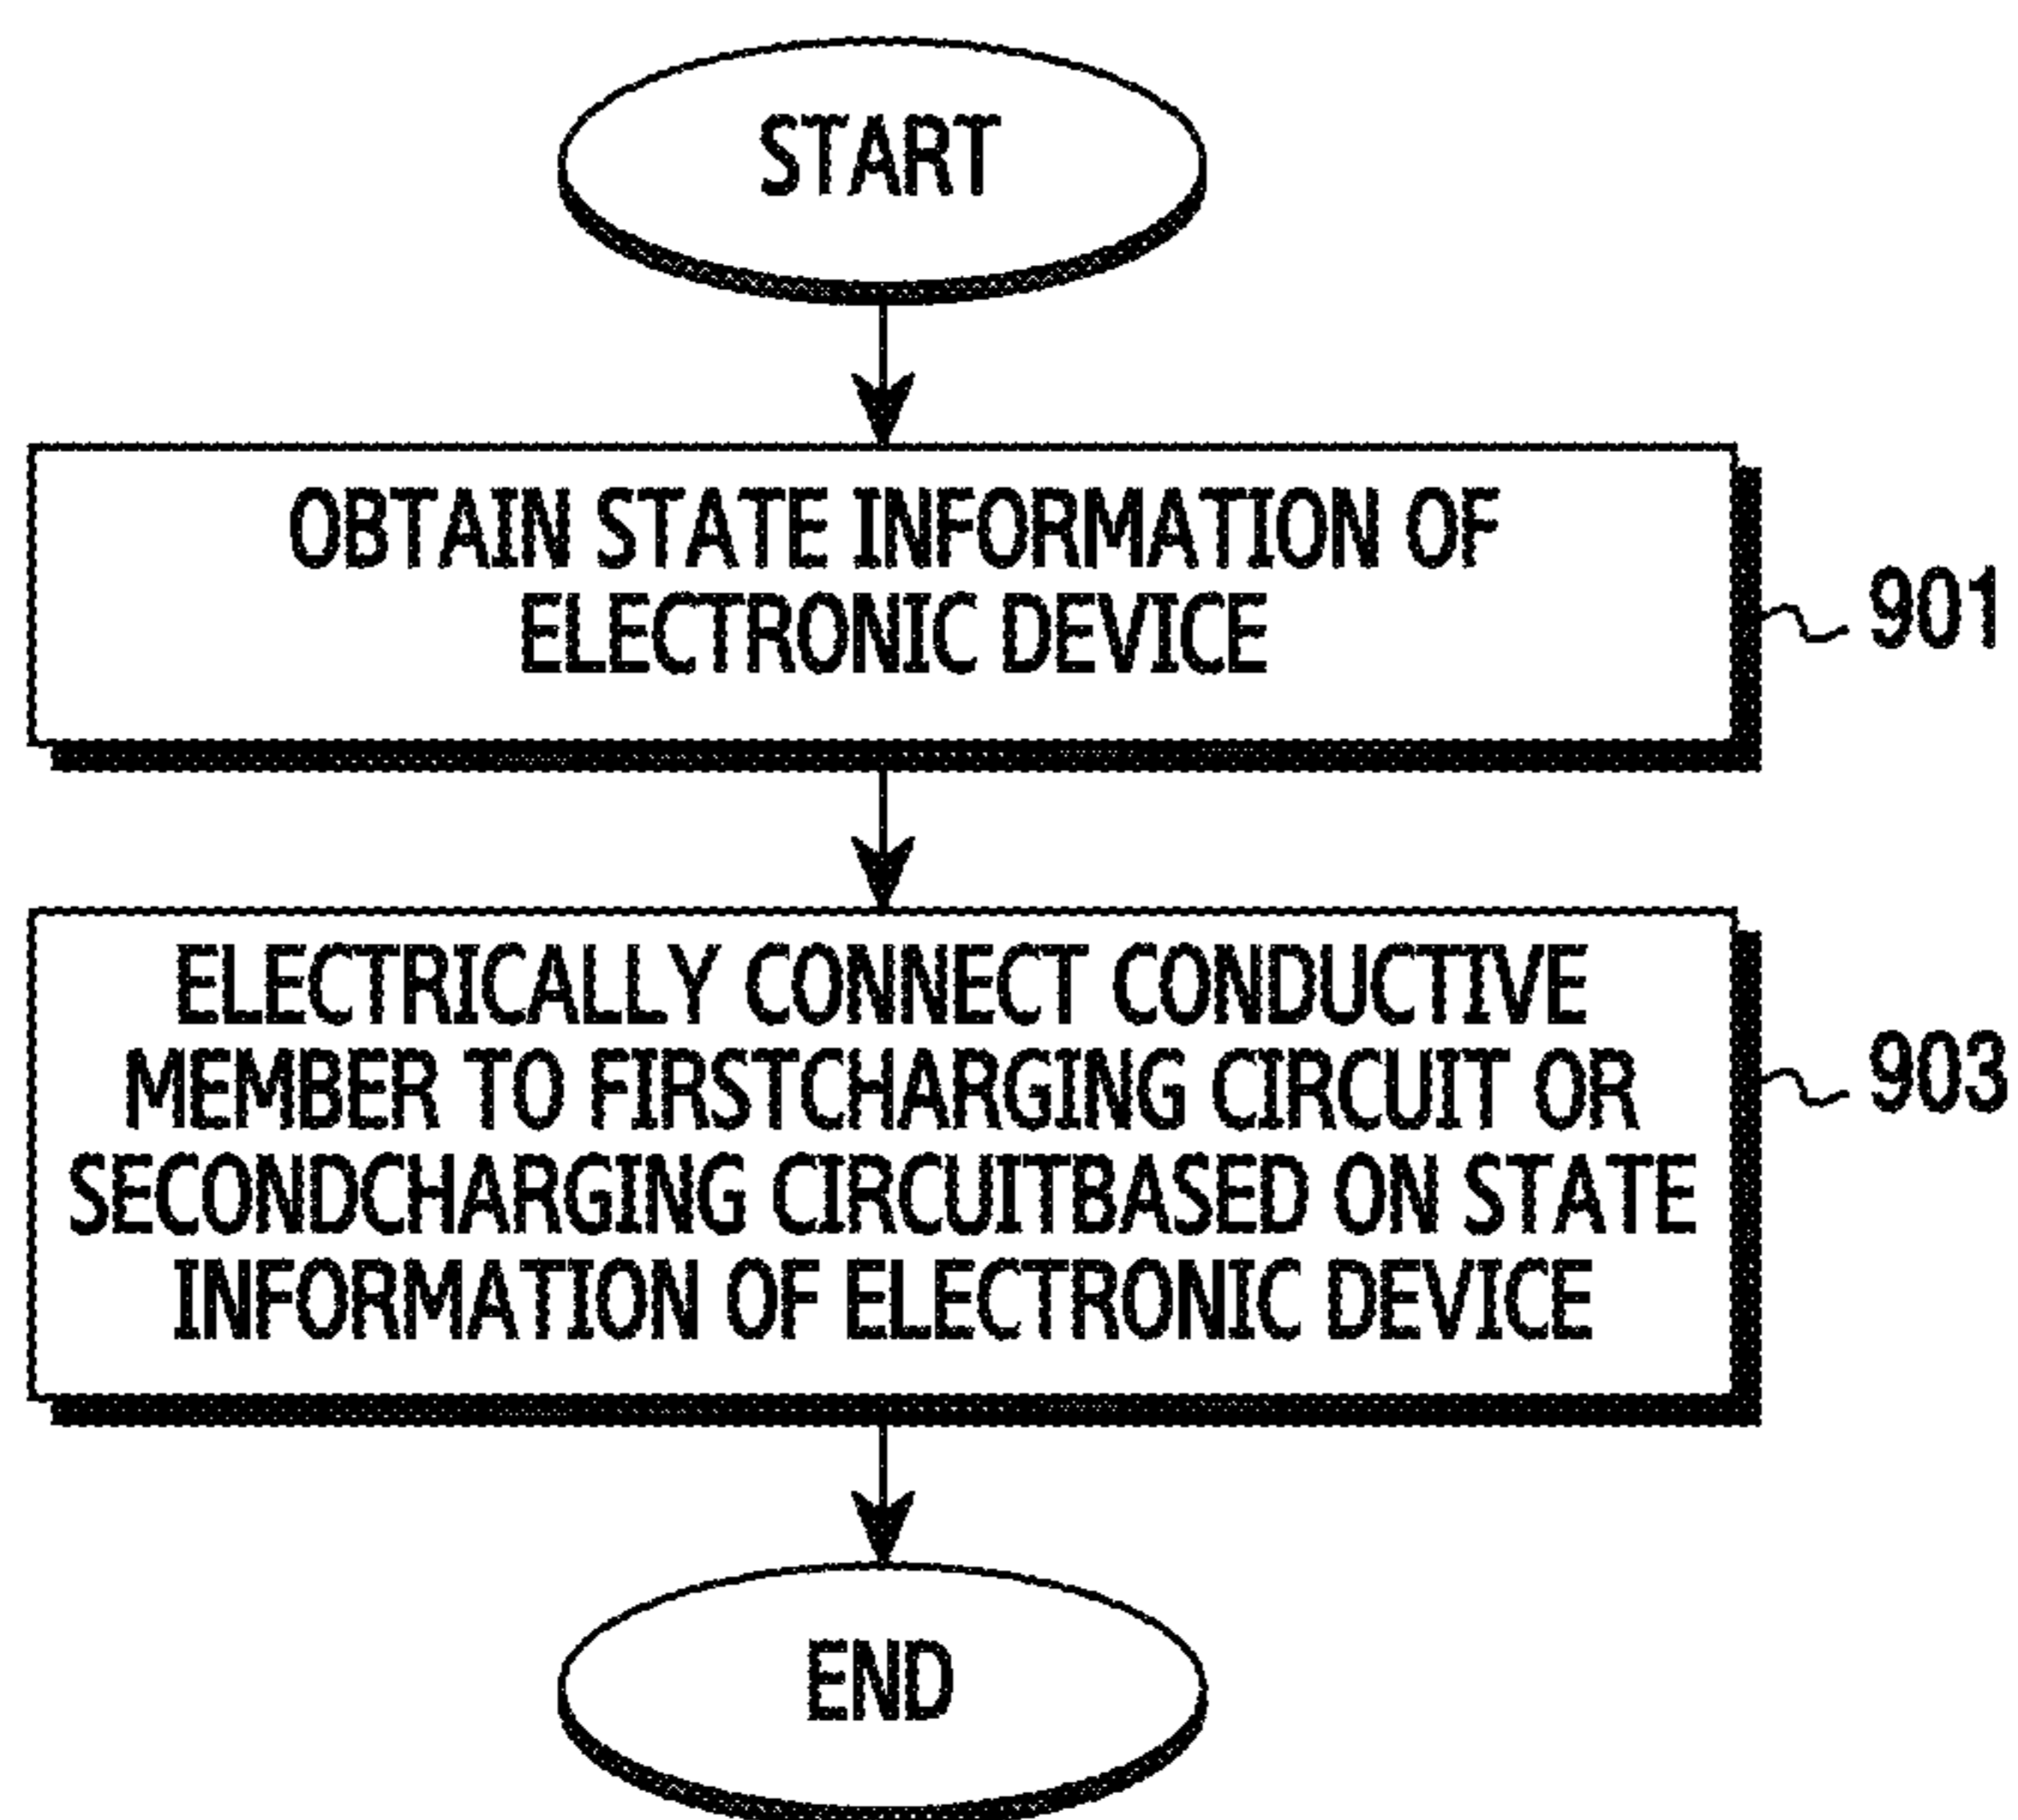 START
OBTAIN STATE INFORMATION OF
ELECTRONIC DEVICE
901
ELECTRICALLY CONNECT CONDUCTIVE
MEMBER TO FIRSTCHARGING CIRCUIT OR
SECONDCHARGING CIRCUITBASED ON STATE
INFORMATION OF ELECTRONIC DEVICE
903
END